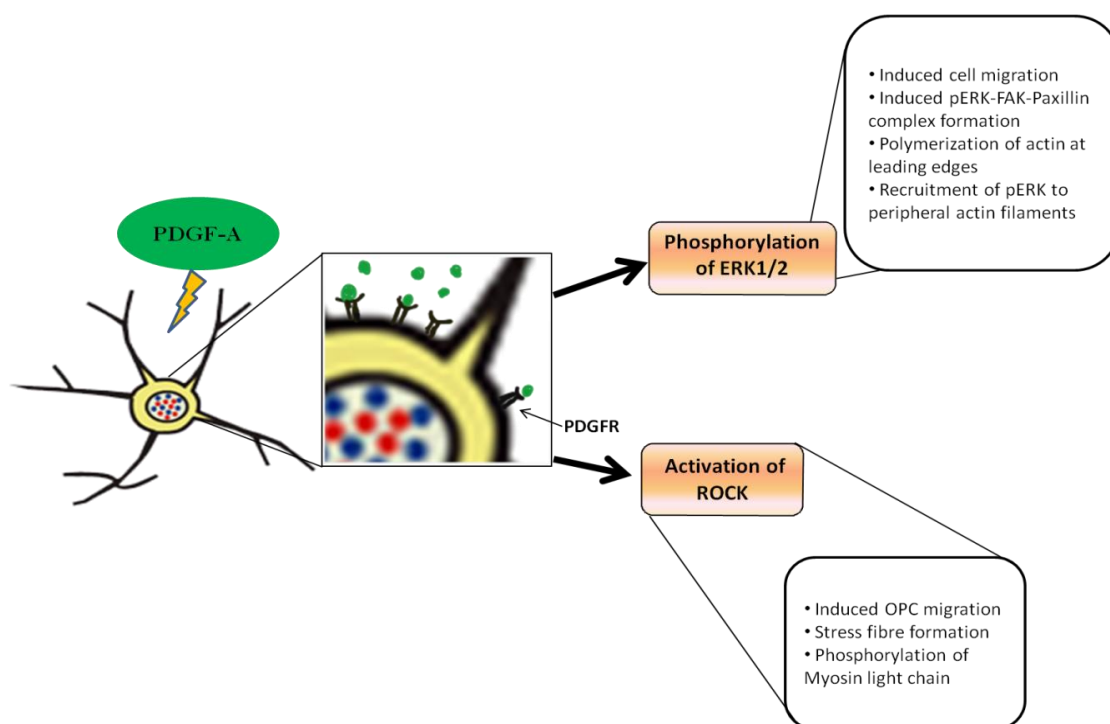 • Induced cell migration
• Induced pERK-FAK-Paxillin
complex formation
• Polymerization of actin at
leading edges
• Recruitment of pERK to
peripheral actin filaments
PDGF-A
Phosphorylation
of ERK1/2
PDGFR
Activation of
ROCK
• Induced OPC migration
• Stress fibre formation
• Phosphorylation of
Myosin light chain